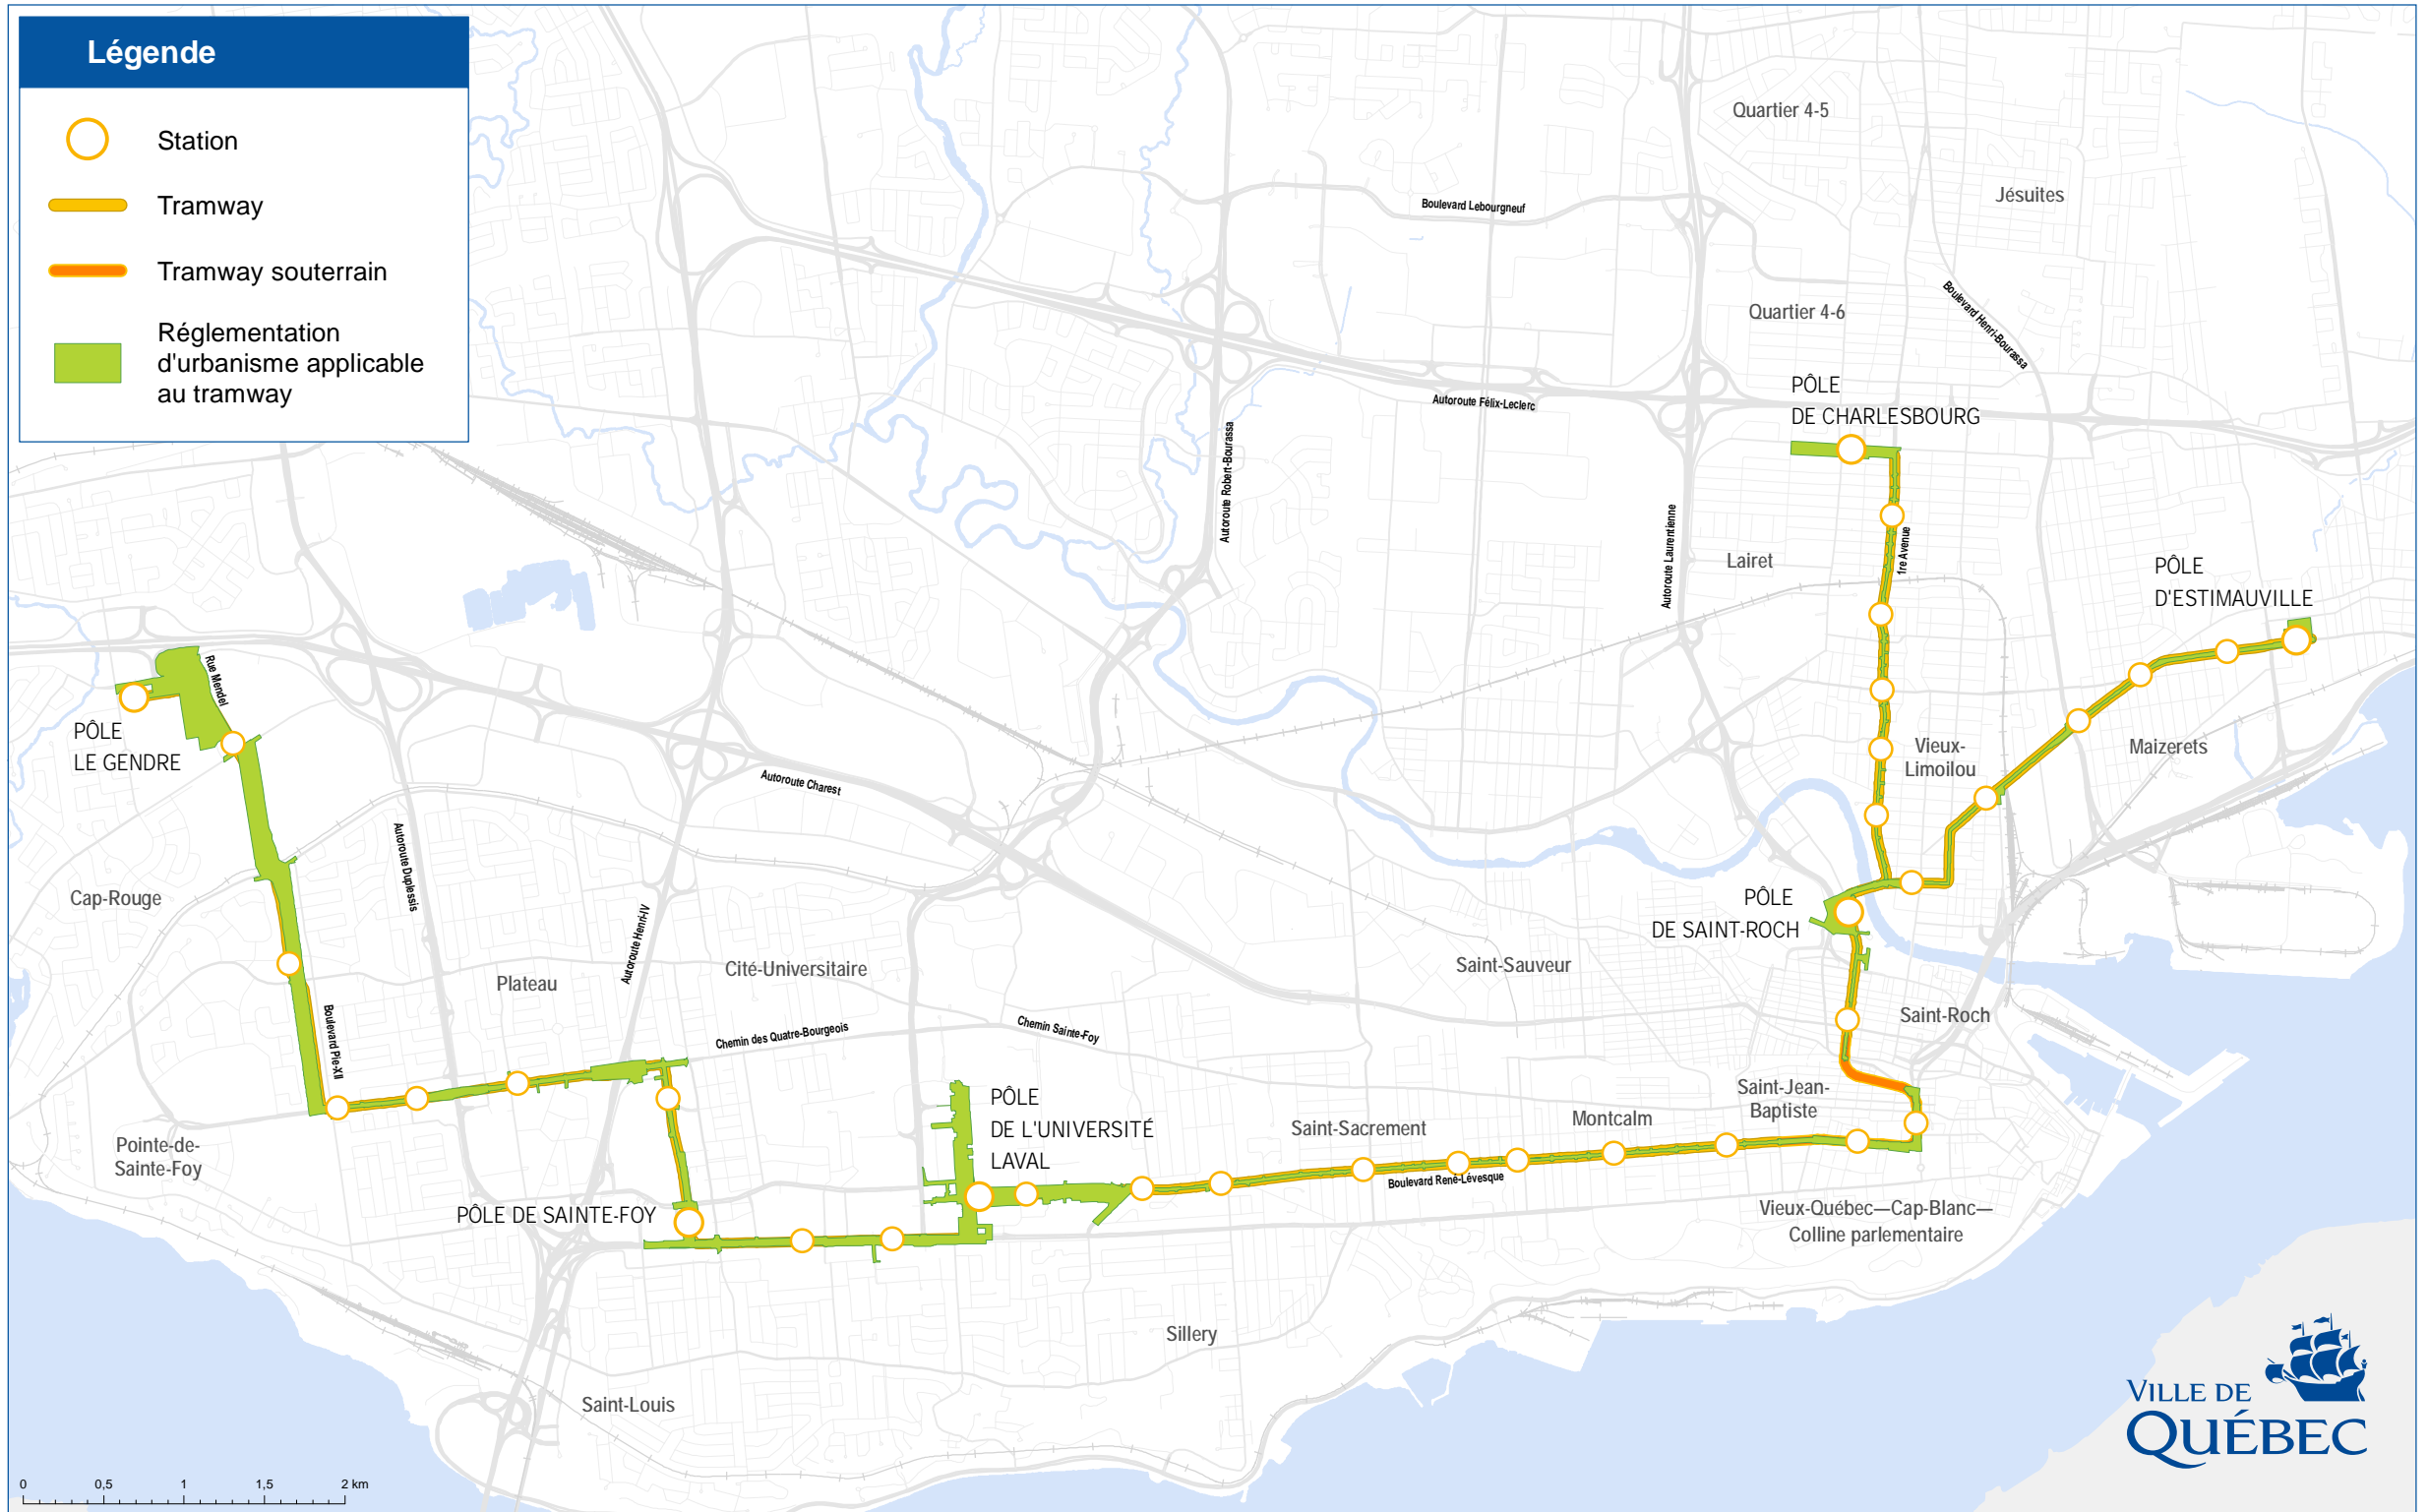 Légende
Station
Tramway
Tramway souterrain
Réglementation
d'urbanisme applicable
au tramway
Quartier 4-5
Jésuites
Boulevard Lebourgneuf
Quartier 4-6
Boulevard Henri-Bourassa
PÔLE
DE CHARLESBOURG
Autoroute Félix-Leclerc
Autoroute Robert-Bourassa
Autoroute Laurentienne
1re Avenue
Lairet
PÔLE
D'ESTIMAUVILLE
Rue Mendel
PÔLE
LE GENDRE
Autoroute Charest
Vieux-
Limoilou
Maizerets
Autoroute Duplessis
Cap-Rouge
Autoroute Henri-IV
PÔLE
DE SAINT-ROCH
Plateau
Cité-Universitaire
Saint-Sauveur
Saint-Roch
Boulevard Pie-XII
Chemin des Quatre-Bourgeois
Chemin Sainte-Foy
PÔLE
DE L'UNIVERSITÉ
LAVAL
Saint-Jean-
Baptiste
Montcalm
Saint-Sacrement
Pointe-de-
Sainte-Foy
Boulevard René-Lévesque
PÔLE DE SAINTE-FOY
Vieux-Québec—Cap-Blanc—
Colline parlementaire
Sillery
Saint-Louis
VILLE DE
QUÉBEC
0 0,5 1 1,5 2 km